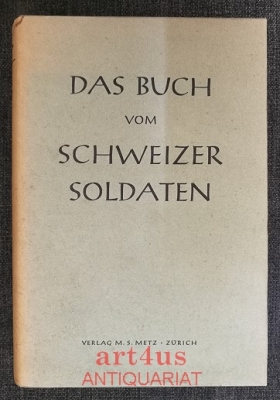 DAS BUCH
VOM
SCHWEIZER
SOLDATEN
VERLAG M. S. METZ · ZÜRICH
art4us
ANTIQUARIAT